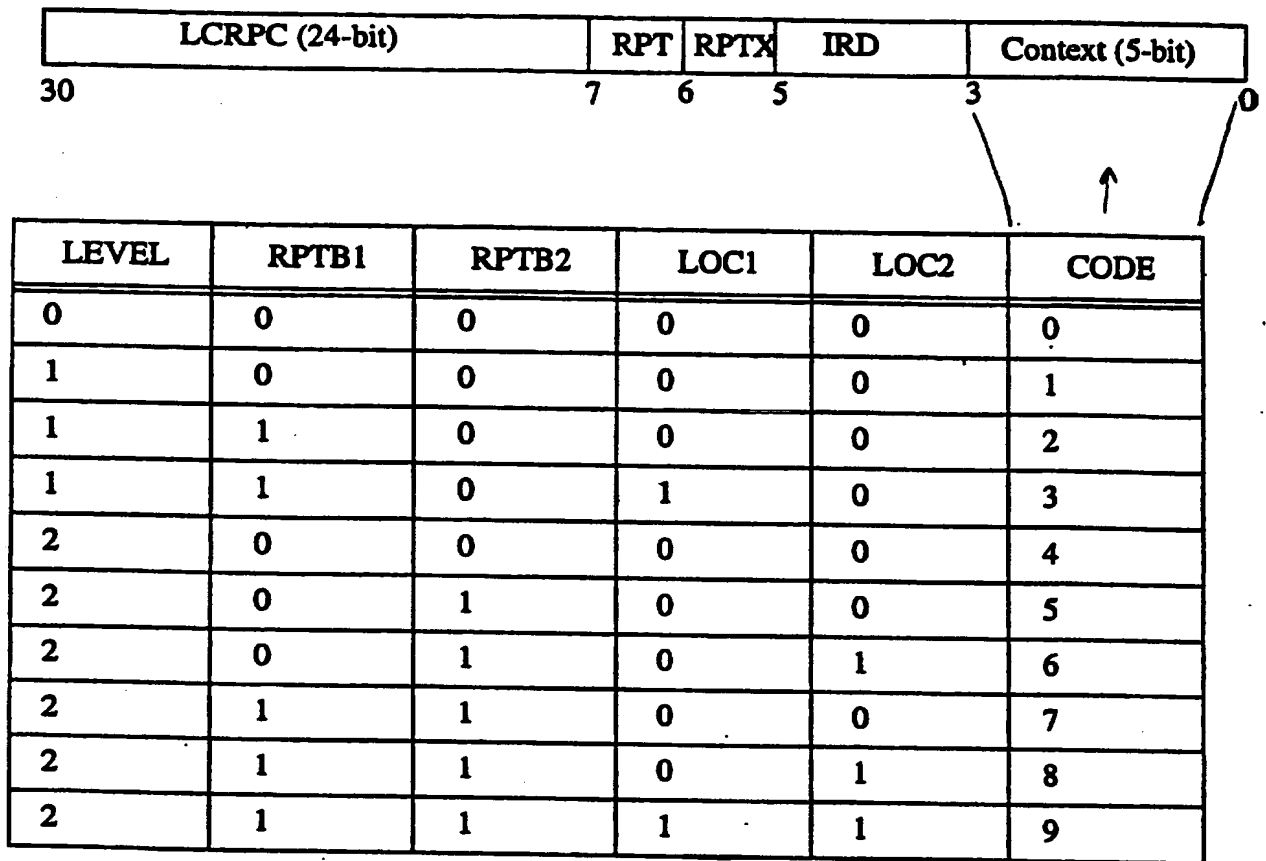 LCRPC (24-bit) RPT RPTX IRD Context (5-bit)
30 7 6 5 3 0
LEVEL RPTB1 RPTB2 LOC1 LOC2 CODE
0 0 0 0 0 0
1 0 0 0 0 1
1 1 0 0 0 2
1 1 0 1 0 3
2 0 0 0 0 4
2 0 1 0 0 5
2 0 1 0 1 6
2 1 1 0 0 7
2 1 1 0 1 8
2 1 1 1 1 9